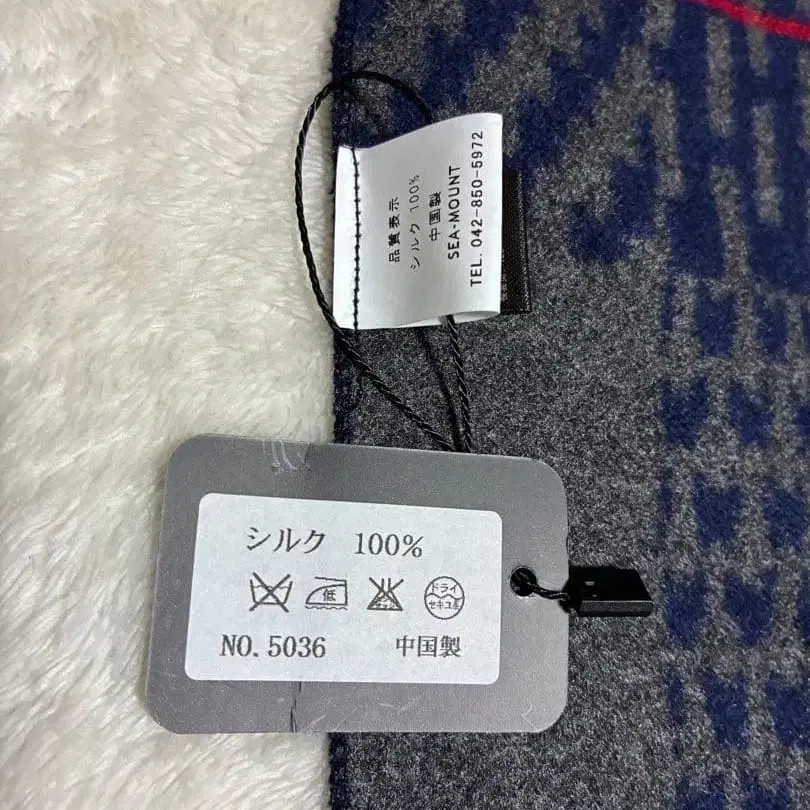 品質表示
シルク 100%
中国製
SEA-MOUNT
TEL. 042-850-5972
シルク 100%
低
ドライ
セキユ系
NO. 5036 中国製